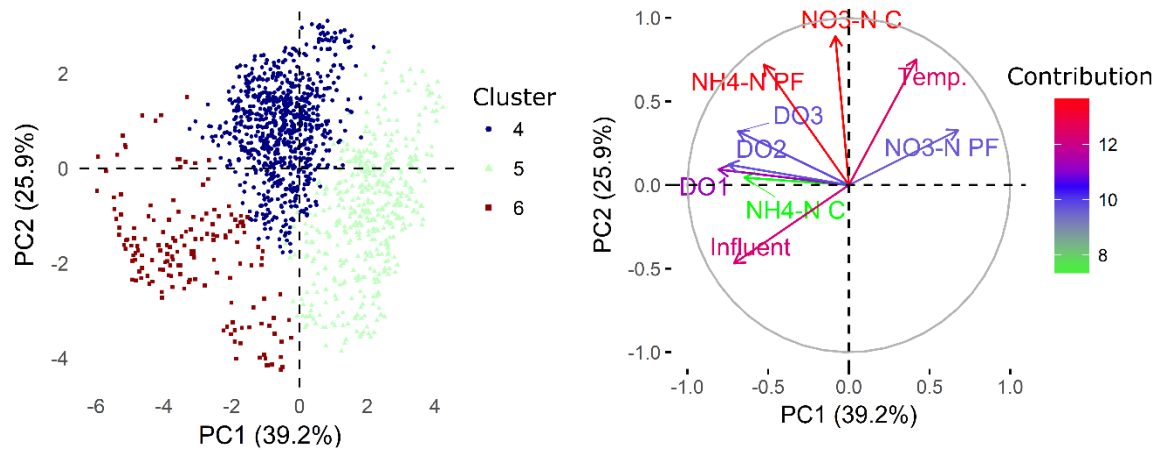 2
0
-2
-4
-6
-4
-2
0
2
4
PC1 (39.2%)
PC2 (25.9%)
Cluster
4
5
6
1.0
0.5
0.0
-0.5
-1.0
-1.0
-0.5
0.0
0.5
1.0
PC1 (39.2%)
PC2 (25.9%)
NO3-N C
NH4-N PF
Temp.
DO3
NO3-N PF
DO2
DO1
NH4-N C
Influent
Contribution
12
10
8